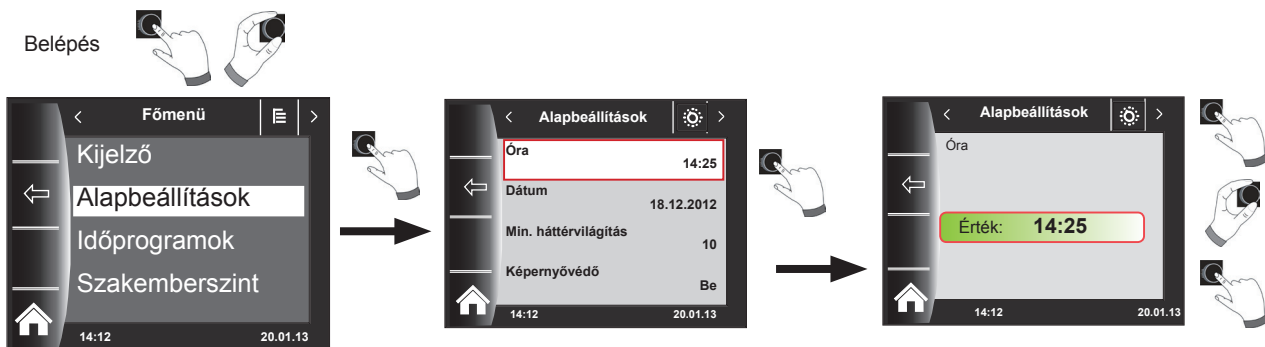 Belépés
< Főmenü >
Kijelző
Alapbeállítások
Időprogramok
Szakemberszint
14:12 20.01.13
< Alapbeállítások >
Óra
14:25
Dátum
18.12.2012
Min. háttérvilágítás
10
Képernyővédő
Be
14:12 20.01.13
< Alapbeállítások >
Óra
Érték: 14:25
14:12 20.01.13